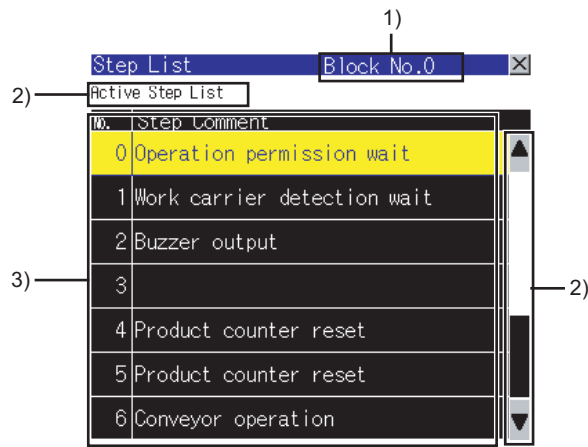 1)
Step List Block No.0
2) Active Step List
No. Step Comment
0 Operation permission wait
1 Work carrier detection wait
2 Buzzer output
3) 3 2)
4 Product counter reset
5 Product counter reset
6 Conveyor operation